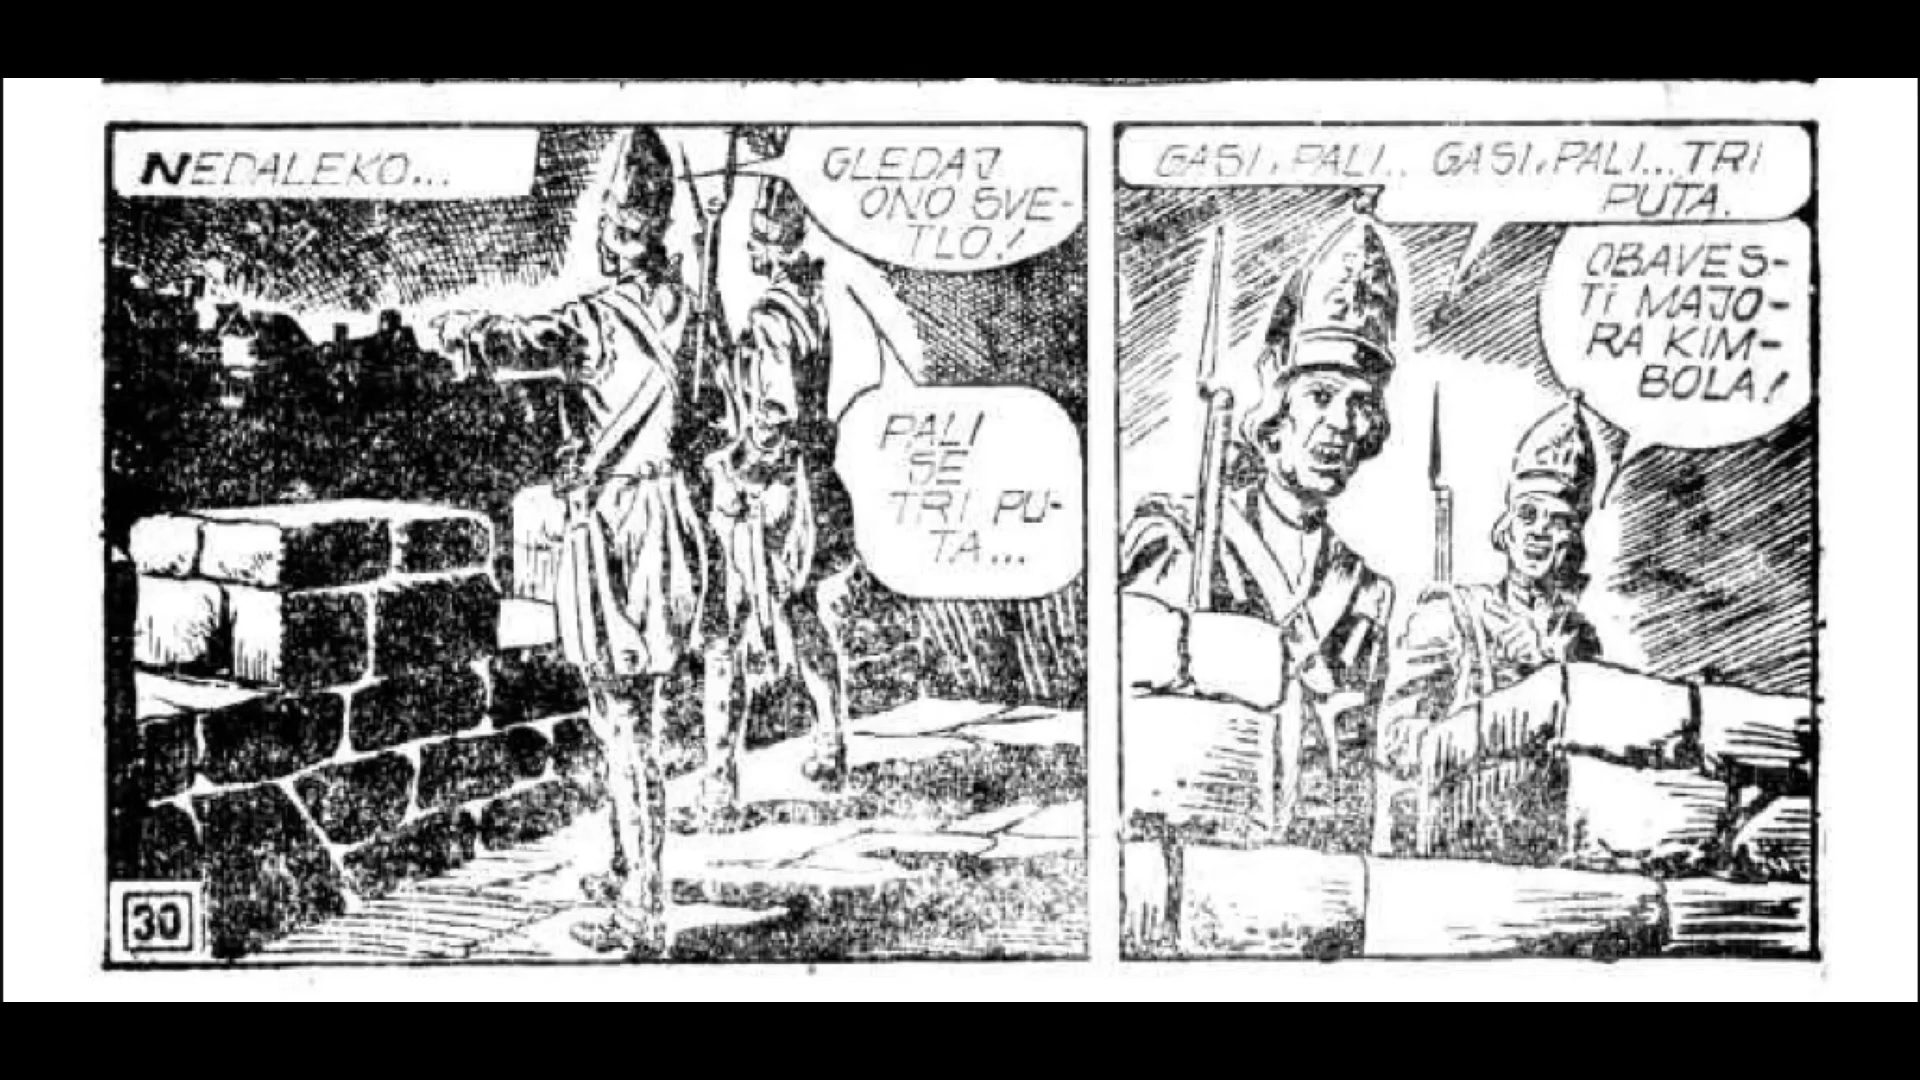 NEDALEKO...
GLEDAJ
ONO SVE-
TLO!
PALI
SE
TRI PU-
TA...
30
GASI, PALI.. GASI, PALI...TRI
PUTA.
OBAVES-
TI MAJO-
RA KIM-
BOLA!